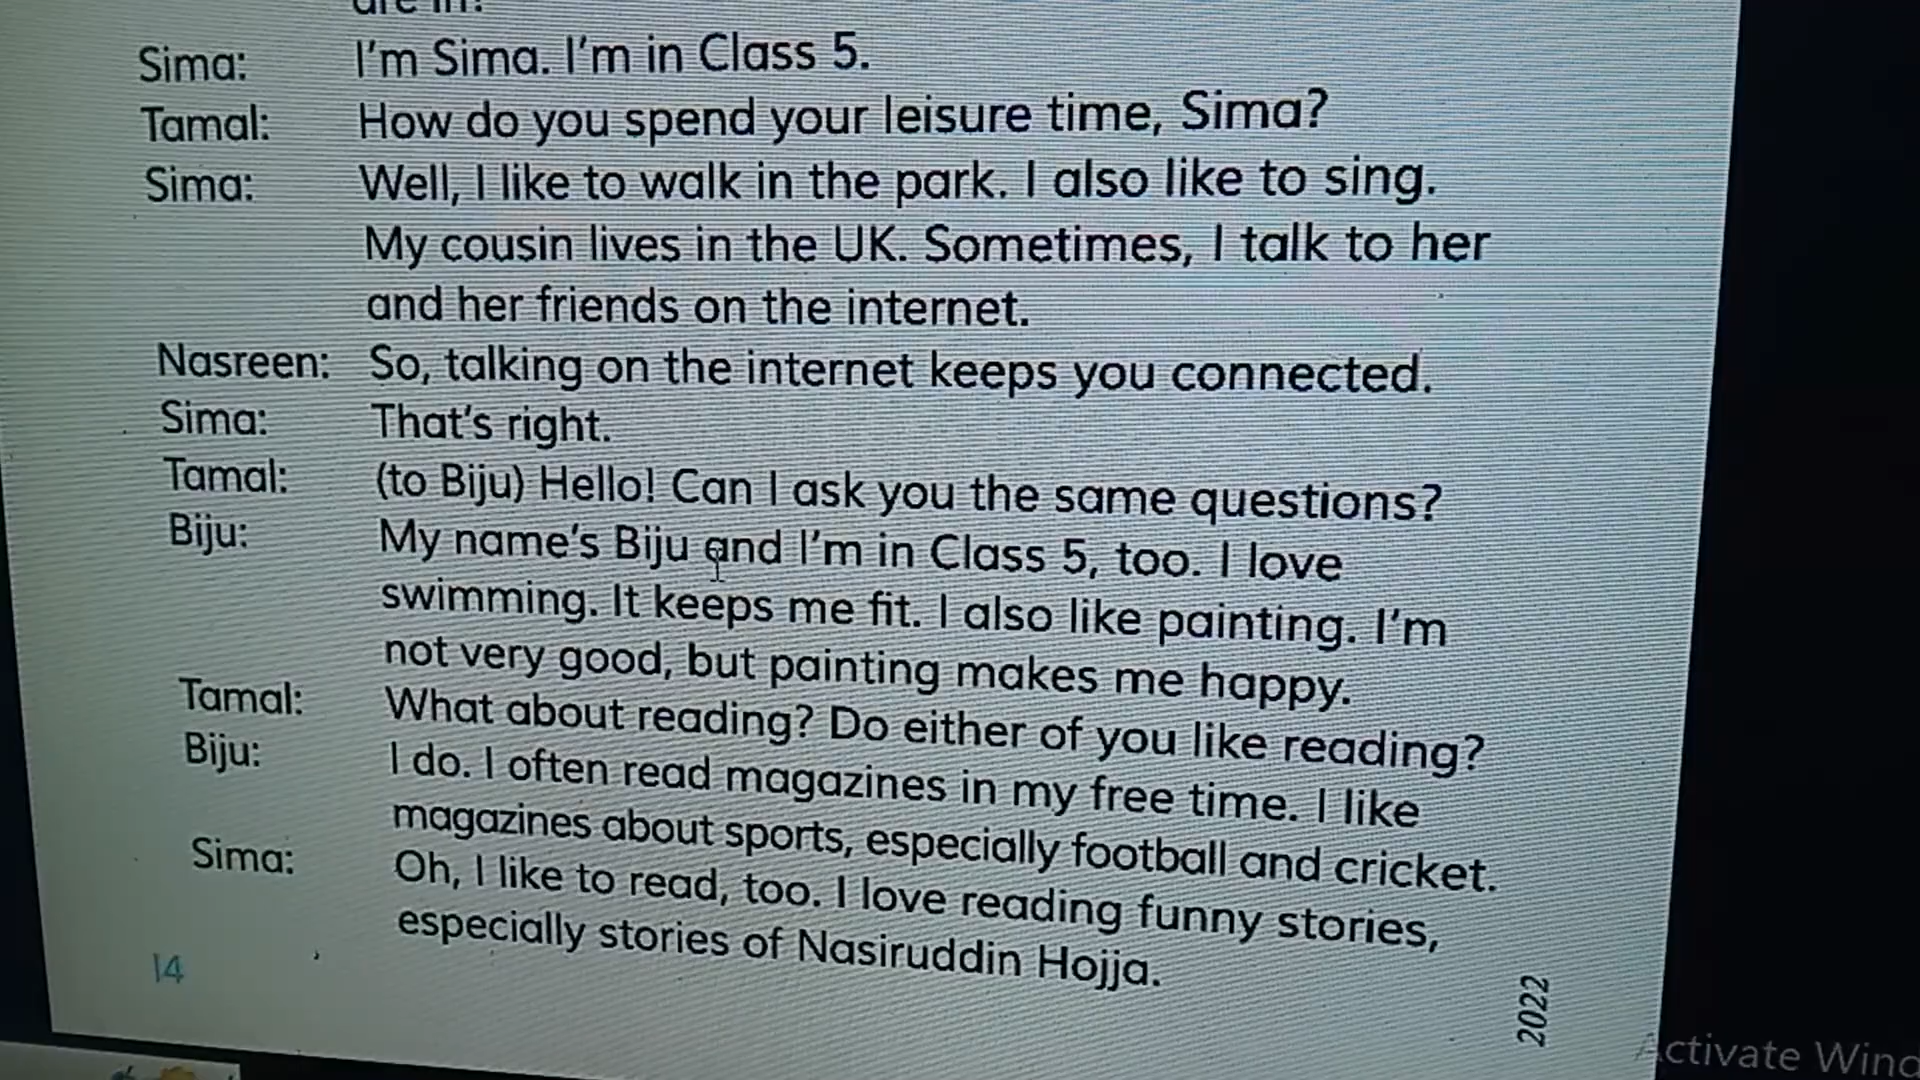 are in?
Sima: I'm Sima. I'm in Class 5.
Tamal: How do you spend your leisure time, Sima?
Sima: Well, I like to walk in the park. I also like to sing.
My cousin lives in the UK. Sometimes, I talk to her
and her friends on the internet.
Nasreen: So, talking on the internet keeps you connected.
Sima: That's right.
Tamal: (to Biju) Hello! Can I ask you the same questions?
Biju: My name's Biju and I'm in Class 5, too. I love
swimming. It keeps me fit. I also like painting. I'm
not very good, but painting makes me happy.
Tamal: What about reading? Do either of you like reading?
Biju: I do. I often read magazines in my free time. I like
magazines about sports, especially football and cricket.
Sima: Oh, I like to read, too. I love reading funny stories,
especially stories of Nasiruddin Hojja.
14
2022
Activate Wind